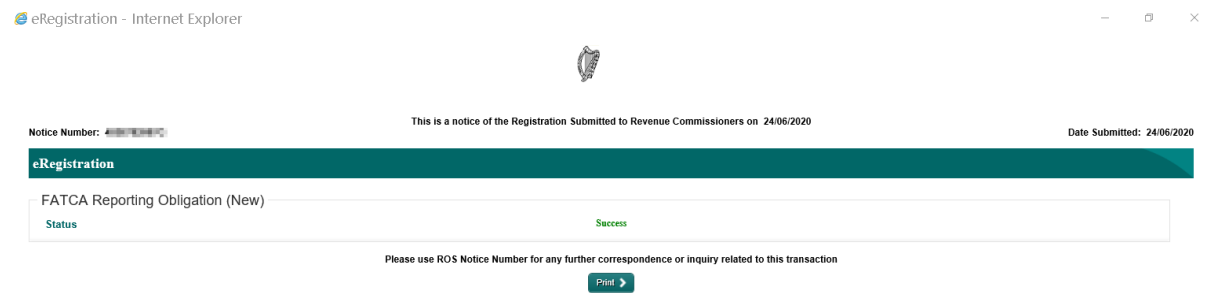 eRegistration - Internet Explorer
This is a notice of the Registration Submitted to Revenue Commissioners on 24/06/2020
Notice Number:
Date Submitted: 24/06/2020
eRegistration
FATCA Reporting Obligation (New)
Status Success
Please use ROS Notice Number for any further correspondence or inquiry related to this transaction
Print